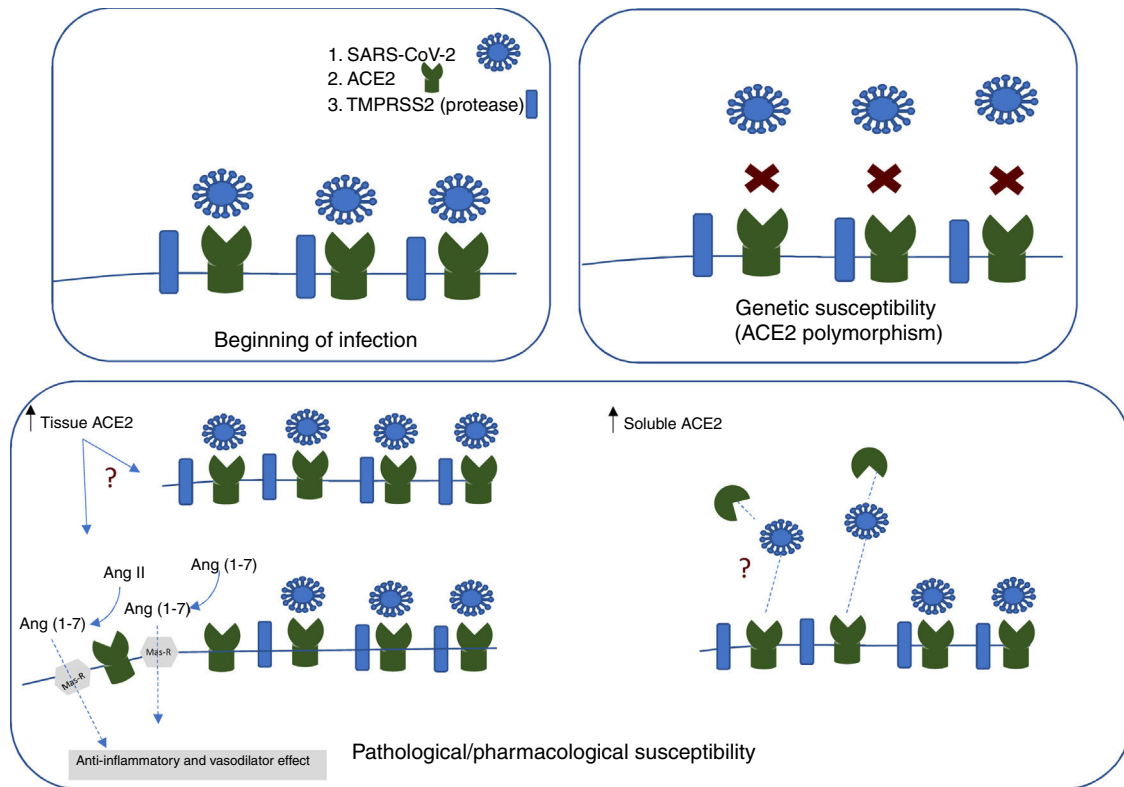 1. SARS-CoV-2
2. ACE2
3. TMPRSS2 (protease)
Beginning of infection
Genetic susceptibility
(ACE2 polymorphism)
Tissue ACE2
?
Ang II
Ang (1-7)
Ang (1-7)
Ang (1-7)
Mas-R
Mas-R
Anti-inflammatory and vasodilator effect
Soluble ACE2
?
Pathological/pharmacological susceptibility